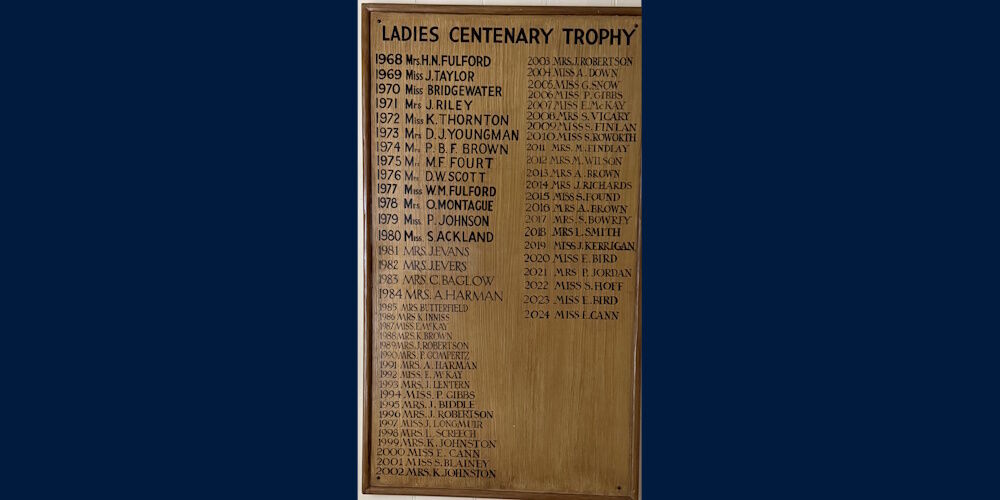 LADIES CENTENARY TROPHY
1968 Mrs. H.N. FULFORD
1969 Miss J. TAYLOR
1970 Miss BRIDGEWATER
1971 Mrs J. RILEY
1972 Miss K. THORNTON
1973 Mrs D. J. YOUNGMAN
1974 Mrs P. B. F. BROWN
1975 Mrs M. F. FOURT
1976 Mrs D.W. SCOTT
1977 Miss W.M. FULFORD
1978 Mrs O. MONTAGUE
1979 Miss. P. JOHNSON
1980 Miss. S. ACKLAND
1981 MRS. J. EVANS
1982 MRS. J. EVERS
1983 MRS. C. BAGLOW
1984 MRS. A. HARMAN
1985 MRS. BUTTERFIELD
1986 MRS. K. INNISS
1987 MISS. E. McKAY
1988 MRS. K. BROWN
1989 MRS. J. ROBERTSON
1990 MRS. P. GOMPERTZ
1991 MRS. A. HARMAN
1992 MISS. E. McKAY
1993 MRS. J. LENTERN
1994 MISS. P. GIBBS
1995 MRS. J. BIDDLE
1996 MRS. J. ROBERTSON
1997 MISS J. LONGMUIR
1998 MRS. L. SCREECH
1999 MRS. K. JOHNSTON
2000 MISS E. CANN
2001 MISS S. BLAINEY
2002 MRS. K. JOHNSTON
2003 MRS. J. ROBERTSON
2004 MISS A. DOWN
2005 MISS G. SNOW
2006 MISS P. GIBBS
2007 MISS E. McKAY
2008 MRS S. VICARY
2009 MISS S. FINLAN
2010 MISS S. KOWORTH
2011 MRS. M. FINDLAY
2012 MRS M. WILSON
2013 MRS A. BROWN
2014 MRS J. RICHARDS
2015 MISS S. FOUND
2016 MRS A. BROWN
2017 MRS. S.
2018 MRS L. SMITH
2019 MISS J. KERRIGAN
2020 MISS E. BIRD
2021 MRS P. JORDAN
2022 MISS S. HOFF
2023 MISS E. BIRD
2024 MISS E. CANN